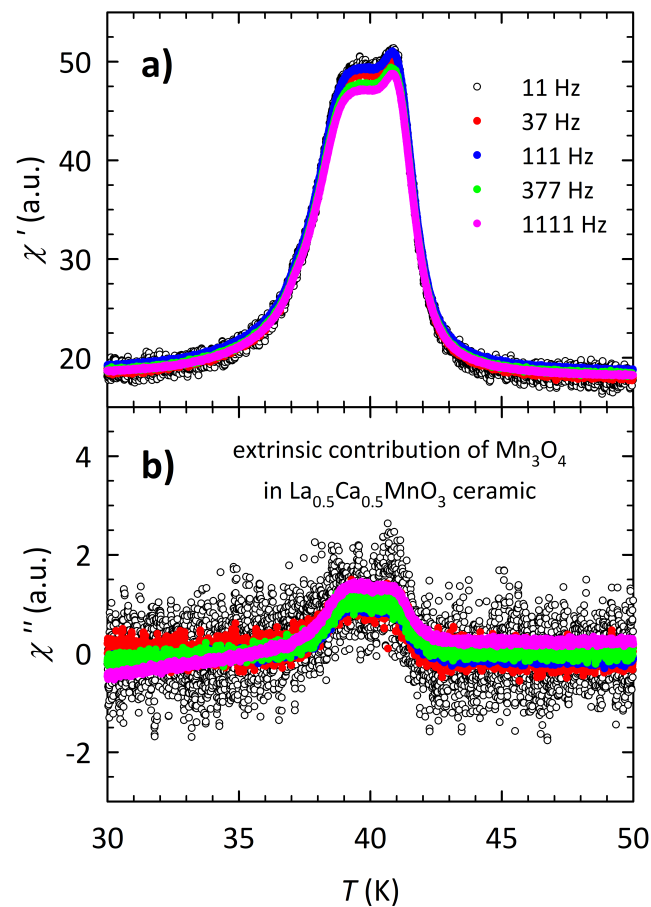 a)
11 Hz
37 Hz
111 Hz
377 Hz
1111 Hz
χ ' (a.u.)
50
40
30
20
b)
extrinsic contribution of Mn₃O₄
in La₀.₅Ca₀.₅MnO₃ ceramic
χ '' (a.u.)
4
2
0
-2
30 35 40 45 50
T (K)